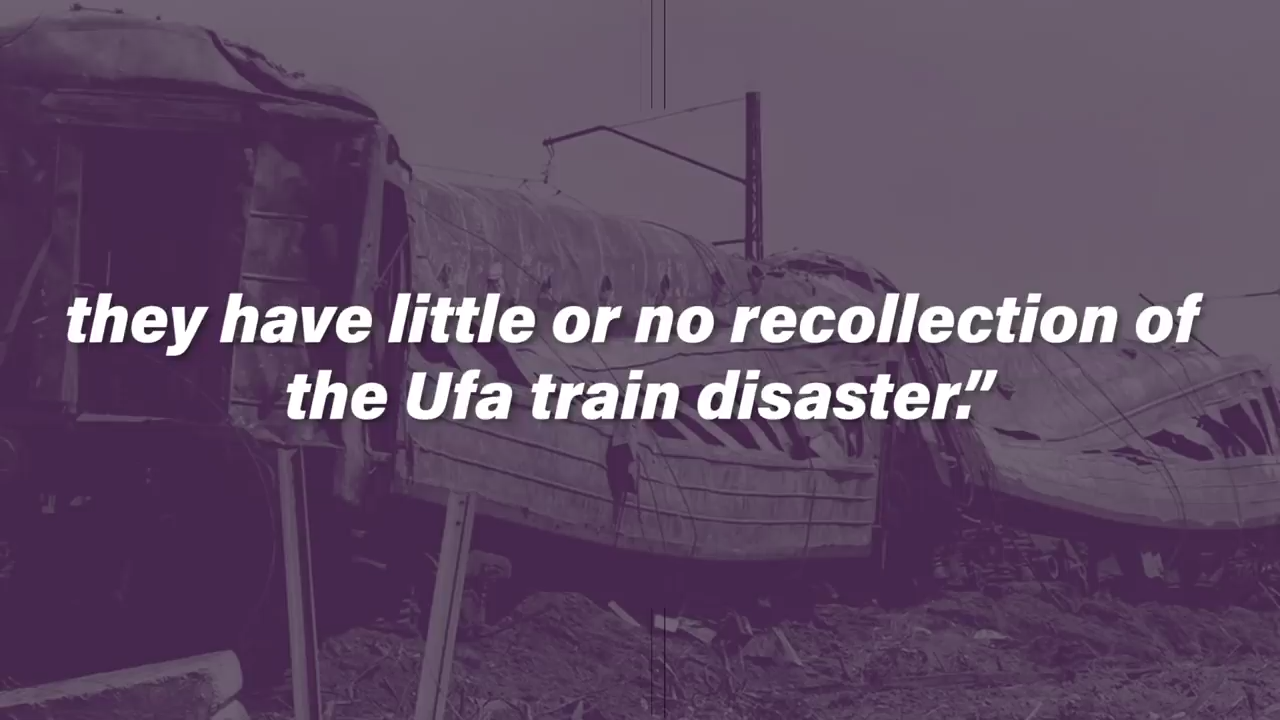 they have little or no recollection of
the Ufa train disaster.”